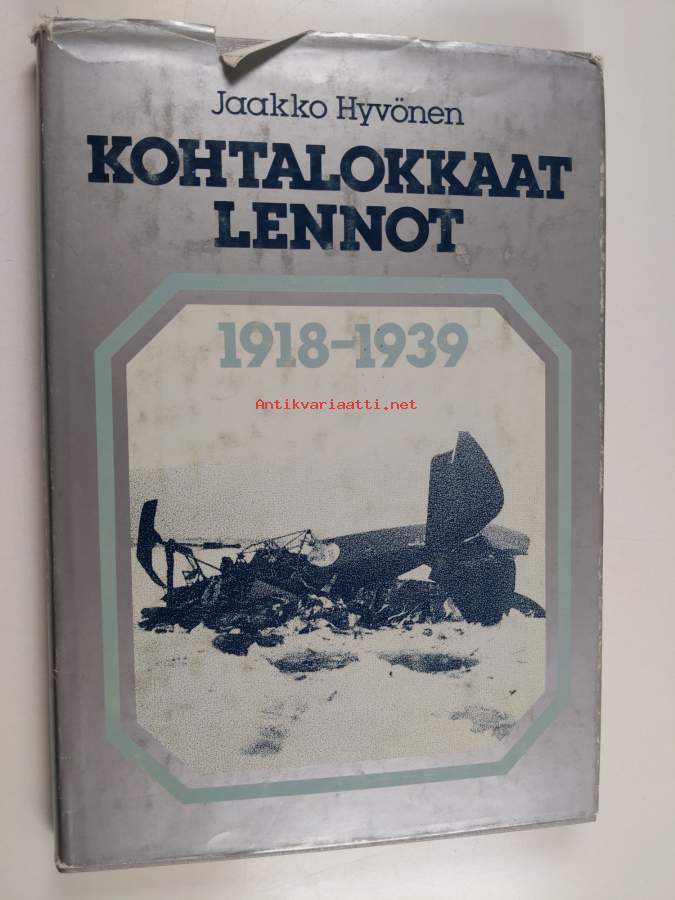 Jaakko Hyvönen
KOHTALOKKAAT
LENNOT
1918-1939
Antikvariaatti.net